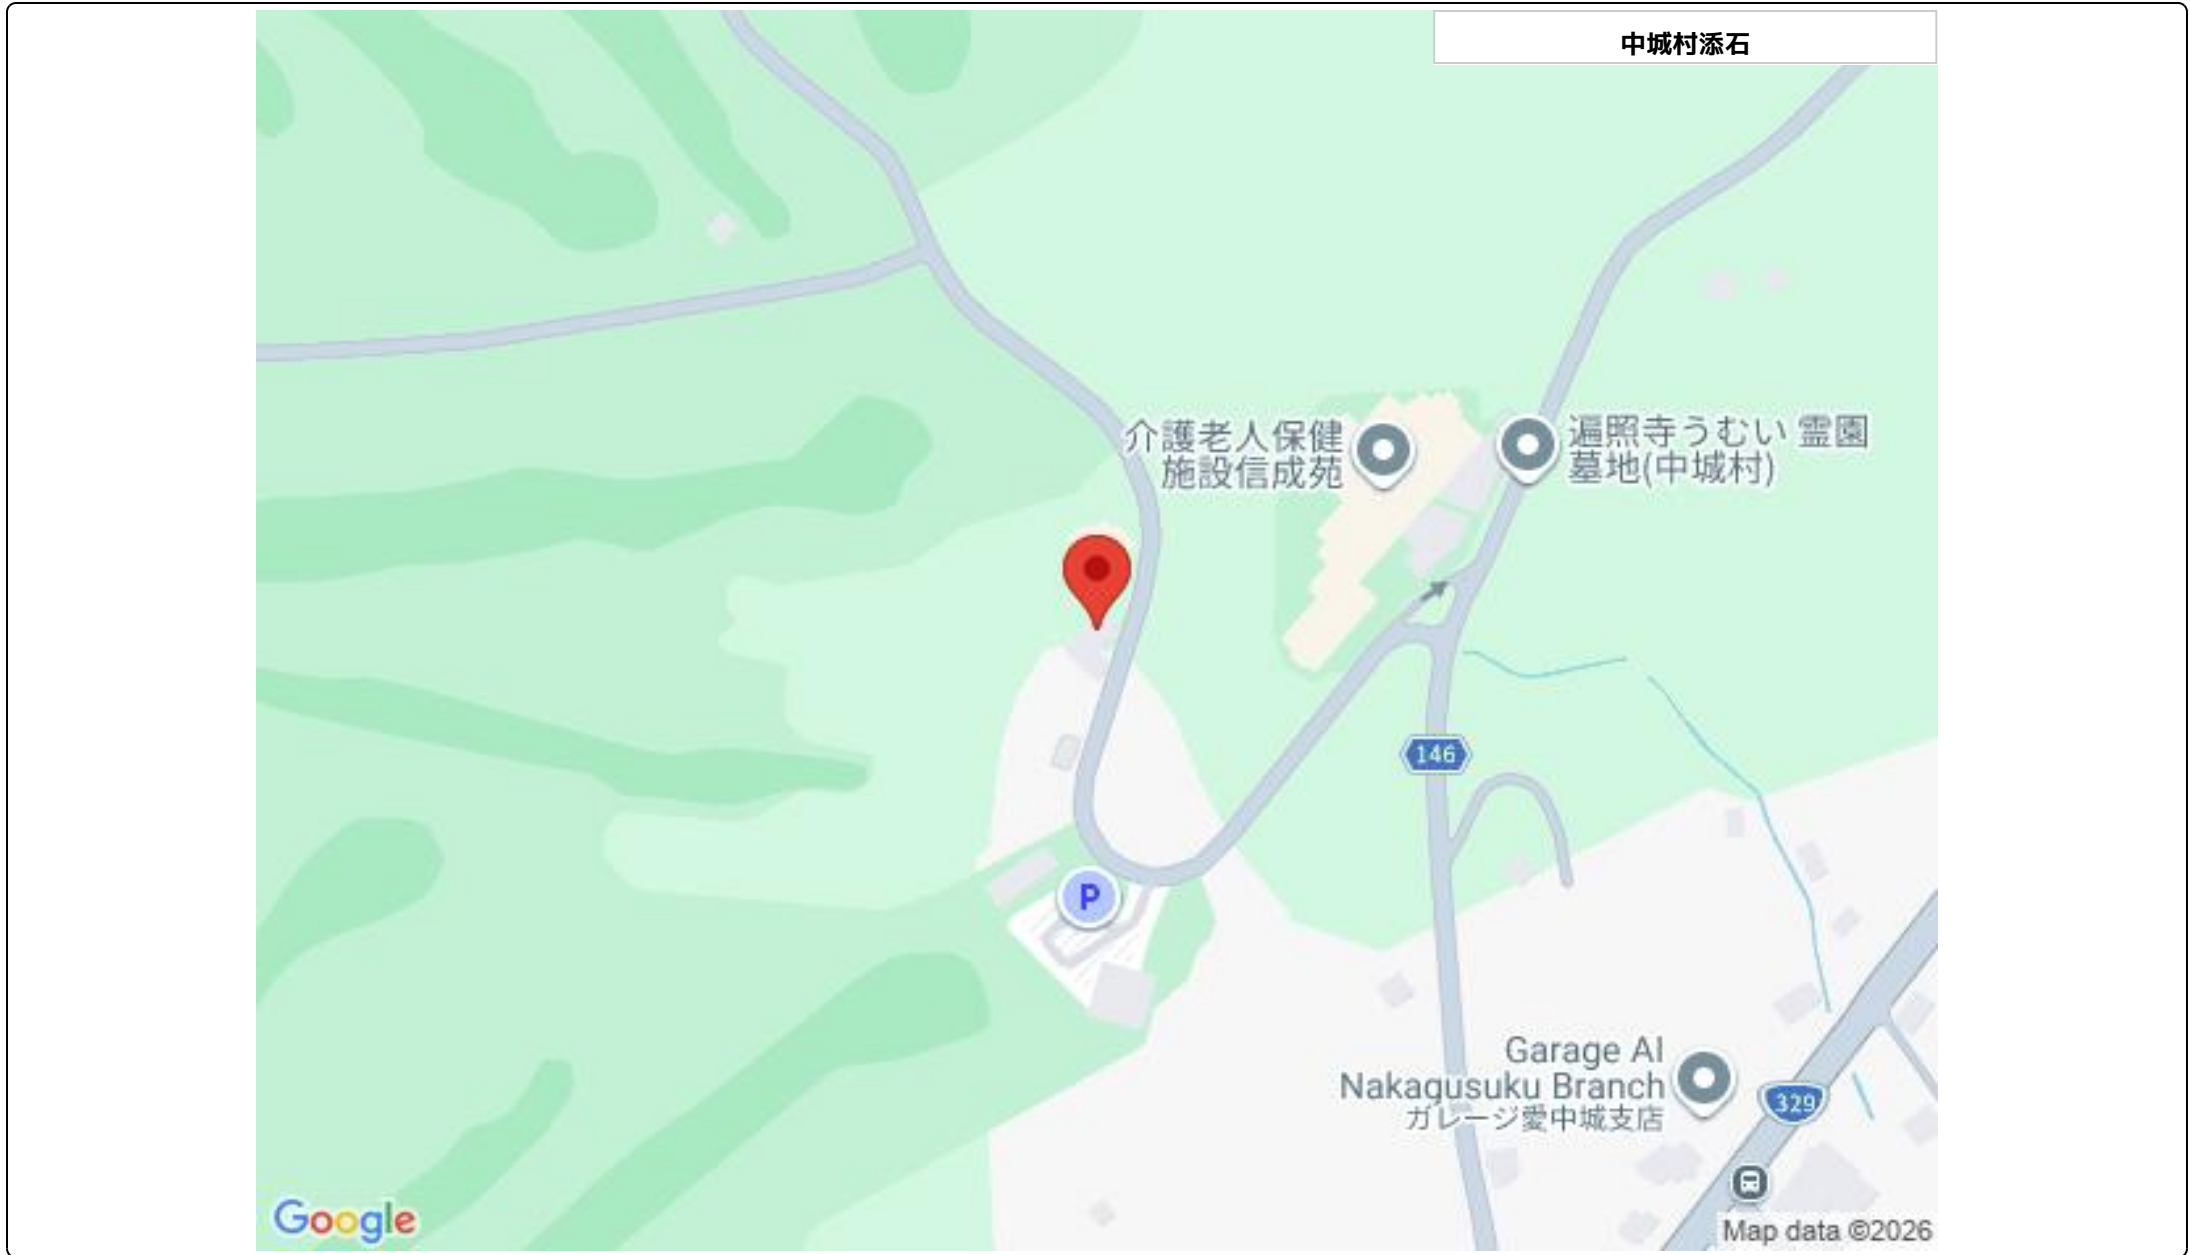 中城村添石
介護老人保健
施設信成苑
遍照寺うむい 霊園
墓地(中城村)
146
P
Garage AI
Nakagusuku Branch
ガレージ愛中城支店
329
Google
Map data ©2026